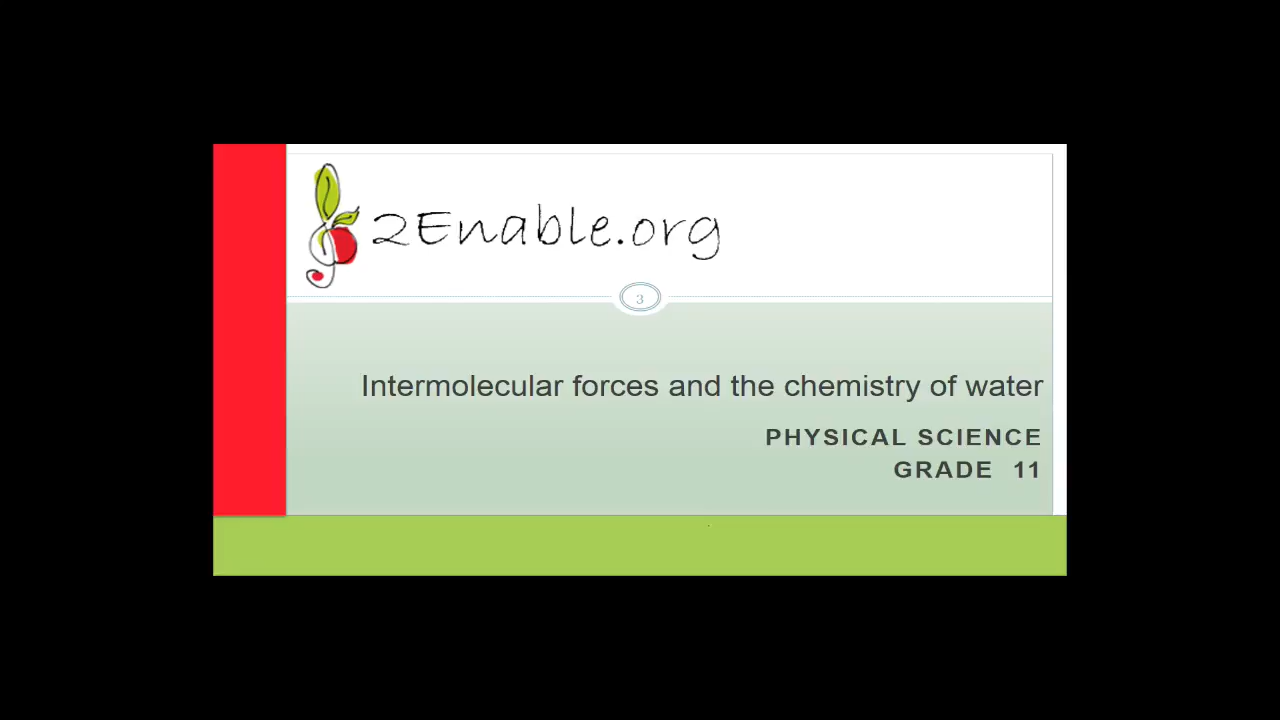 2Enable.org
3
Intermolecular forces and the chemistry of water
PHYSICAL SCIENCE
GRADE 11